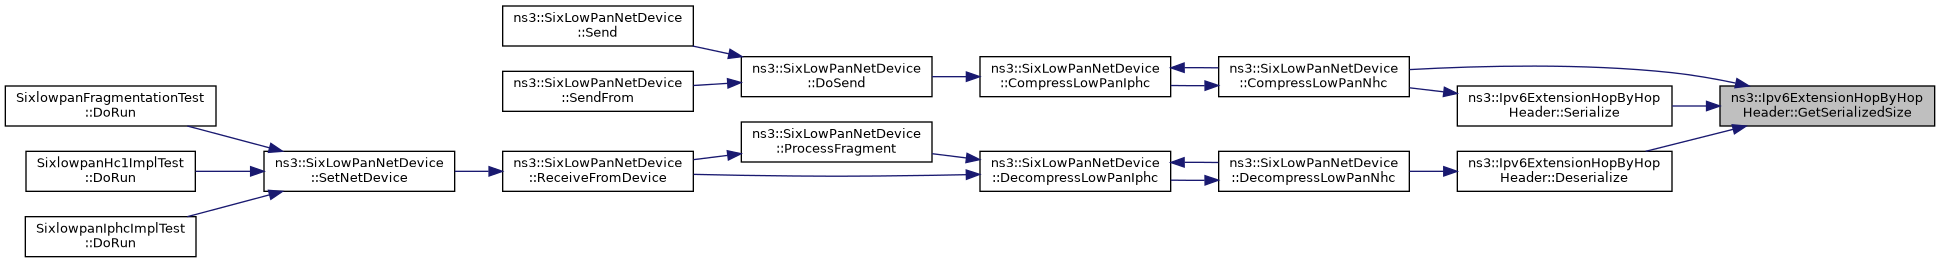 ns3::SixLowPanNetDevice
::Send
ns3::SixLowPanNetDevice
::SendFrom
ns3::SixLowPanNetDevice
::DoSend
ns3::SixLowPanNetDevice
::CompressLowPanIphc
ns3::SixLowPanNetDevice
::CompressLowPanNhc
ns3::Ipv6ExtensionHopByHop
Header::Serialize
ns3::Ipv6ExtensionHopByHop
Header::GetSerializedSize
SixlowpanFragmentationTest
::DoRun
SixlowpanHc1ImplTest
::DoRun
SixlowpanIphcImplTest
::DoRun
ns3::SixLowPanNetDevice
::SetNetDevice
ns3::SixLowPanNetDevice
::ReceiveFromDevice
ns3::SixLowPanNetDevice
::ProcessFragment
ns3::SixLowPanNetDevice
::DecompressLowPanIphc
ns3::SixLowPanNetDevice
::DecompressLowPanNhc
ns3::Ipv6ExtensionHopByHop
Header::Deserialize